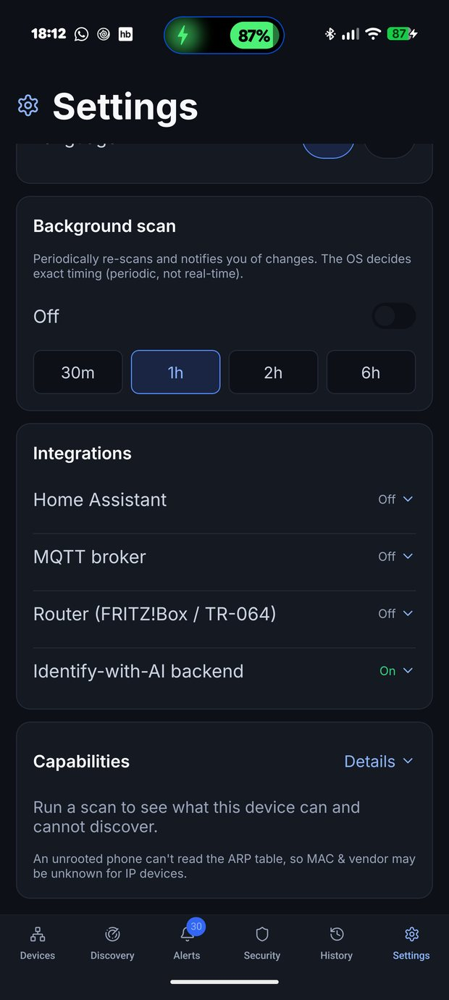 18:12
hb
87%
87
Settings
Background scan
Periodically re-scans and notifies you of changes. The OS decides
exact timing (periodic, not real-time).
Off
30m 1h 2h 6h
Integrations
Home Assistant Off
MQTT broker Off
Router (FRITZ!Box / TR-064) Off
Identify-with-AI backend On
Capabilities Details
Run a scan to see what this device can and
cannot discover.
An unrooted phone can't read the ARP table, so MAC & vendor may
be unknown for IP devices.
30
Devices Discovery Alerts Security History Settings